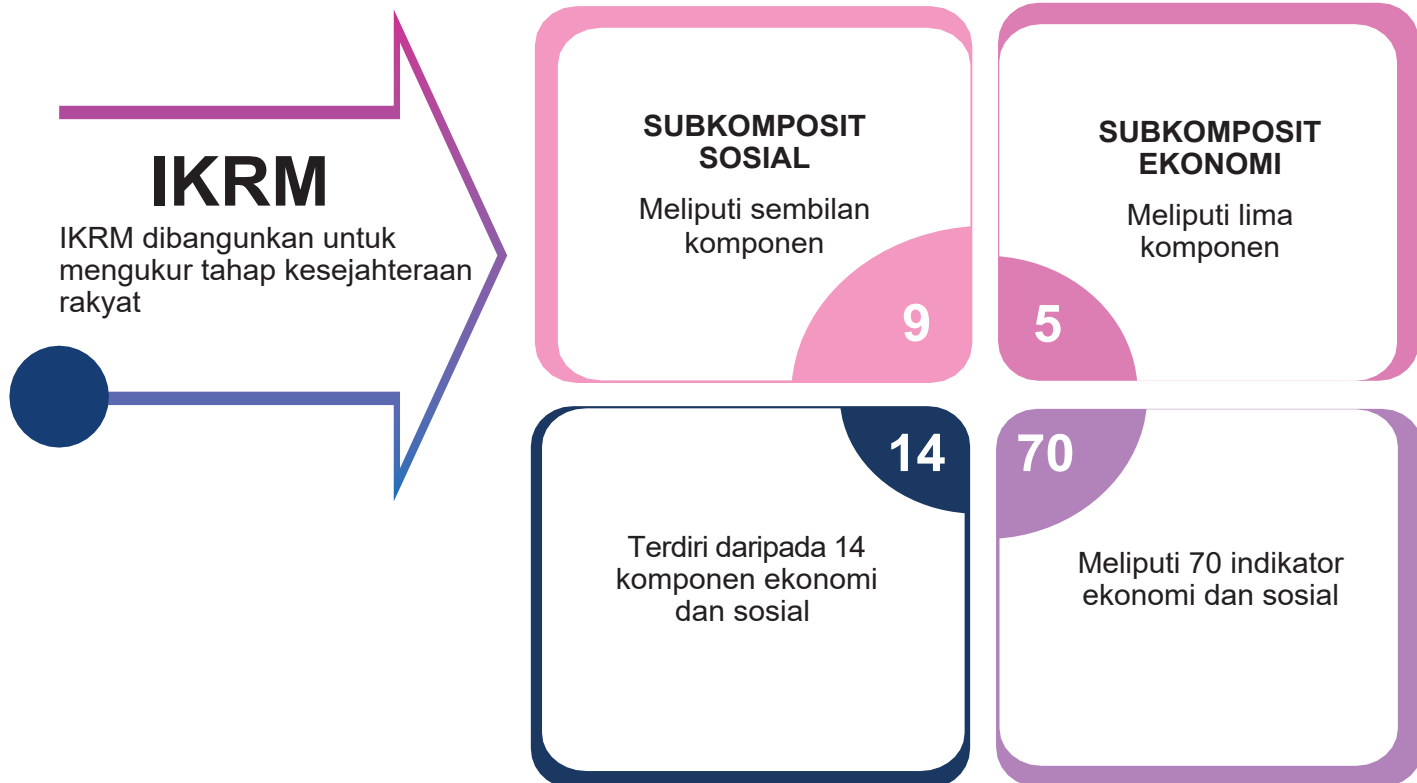 IKRM
IKRM dibangunkan untuk
mengukur tahap kesejahteraan
rakyat
SUBKOMPOSIT
SOSIAL
Meliputi sembilan
komponen
9
SUBKOMPOSIT
EKONOMI
Meliputi lima
komponen
5
14
Terdiri daripada 14
komponen ekonomi
dan sosial
70
Meliputi 70 indikator
ekonomi dan sosial